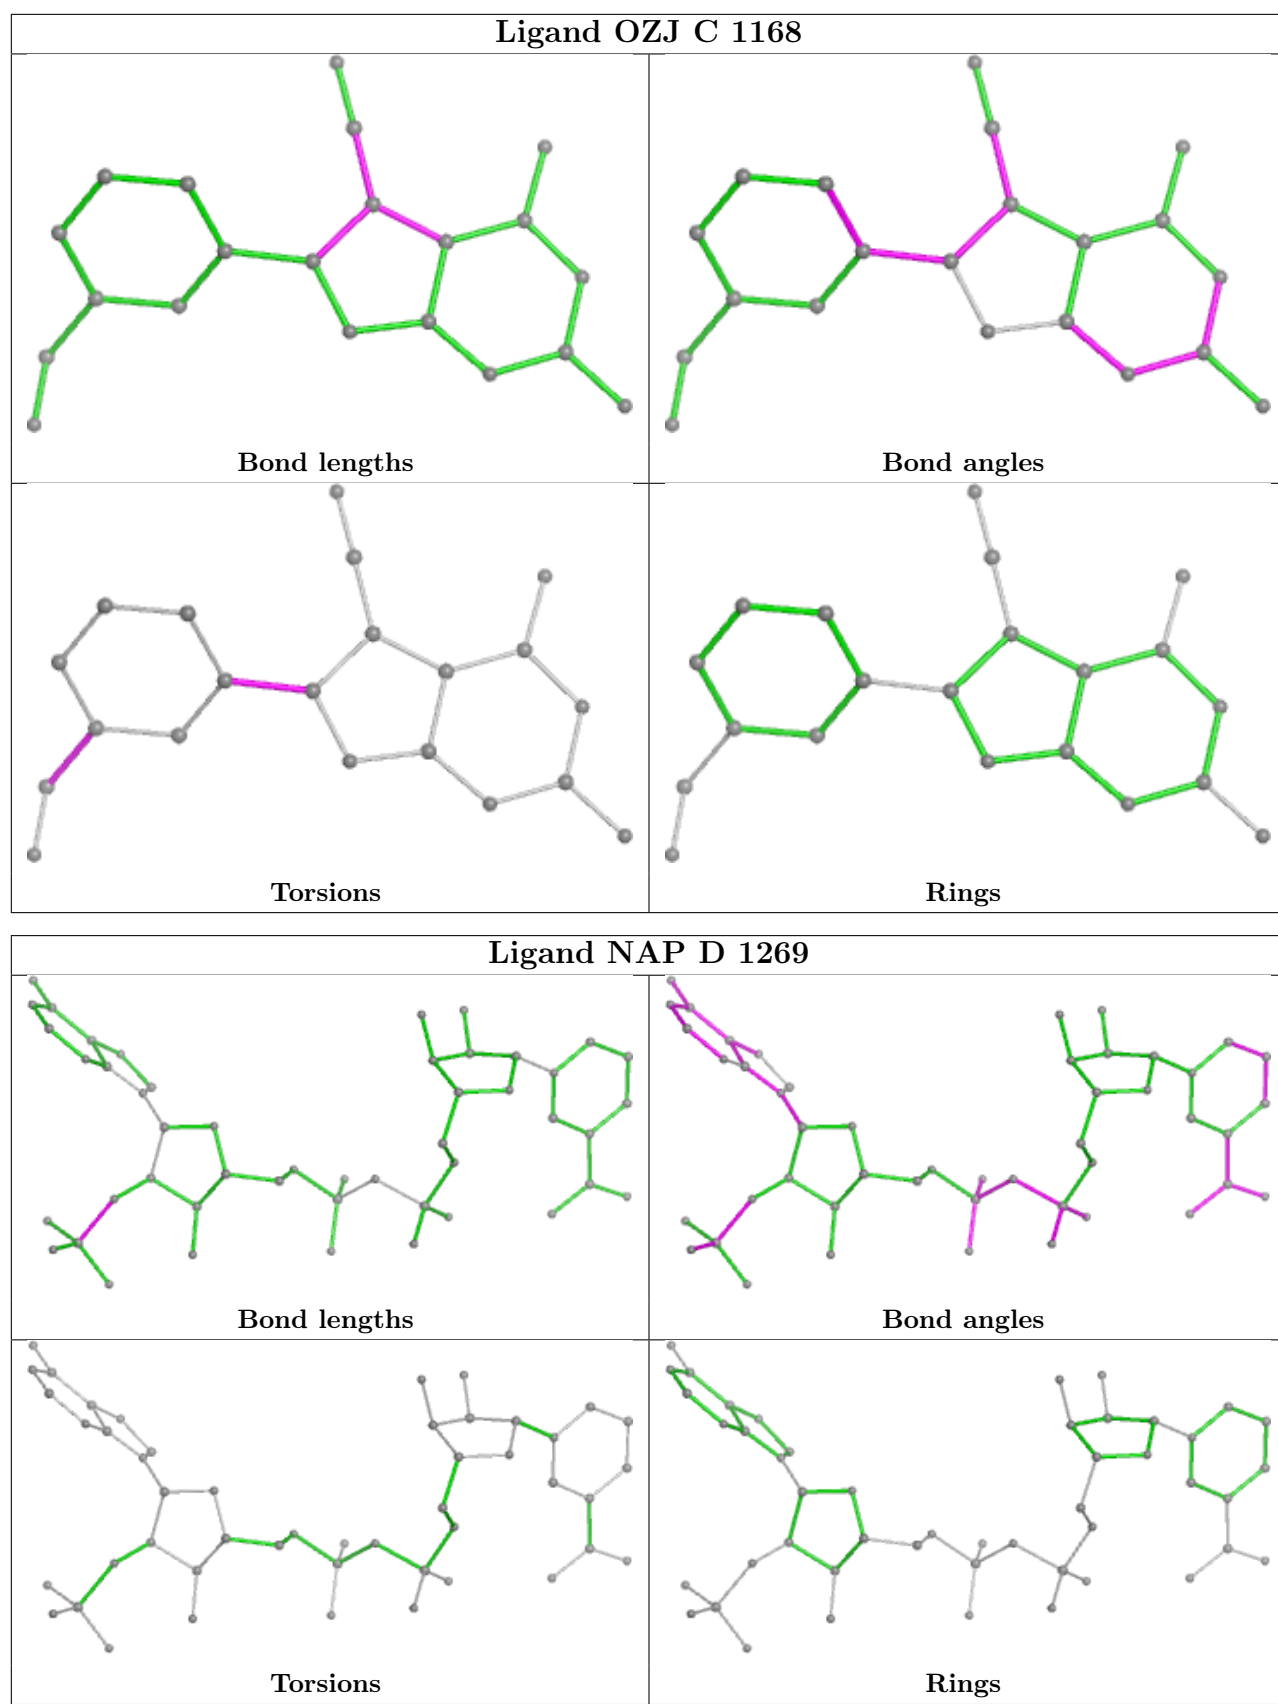 Ligand OZJ C 1168
Bond lengths
Bond angles
Torsions
Rings
Ligand NAP D 1269
Bond lengths
Bond angles
Torsions
Rings